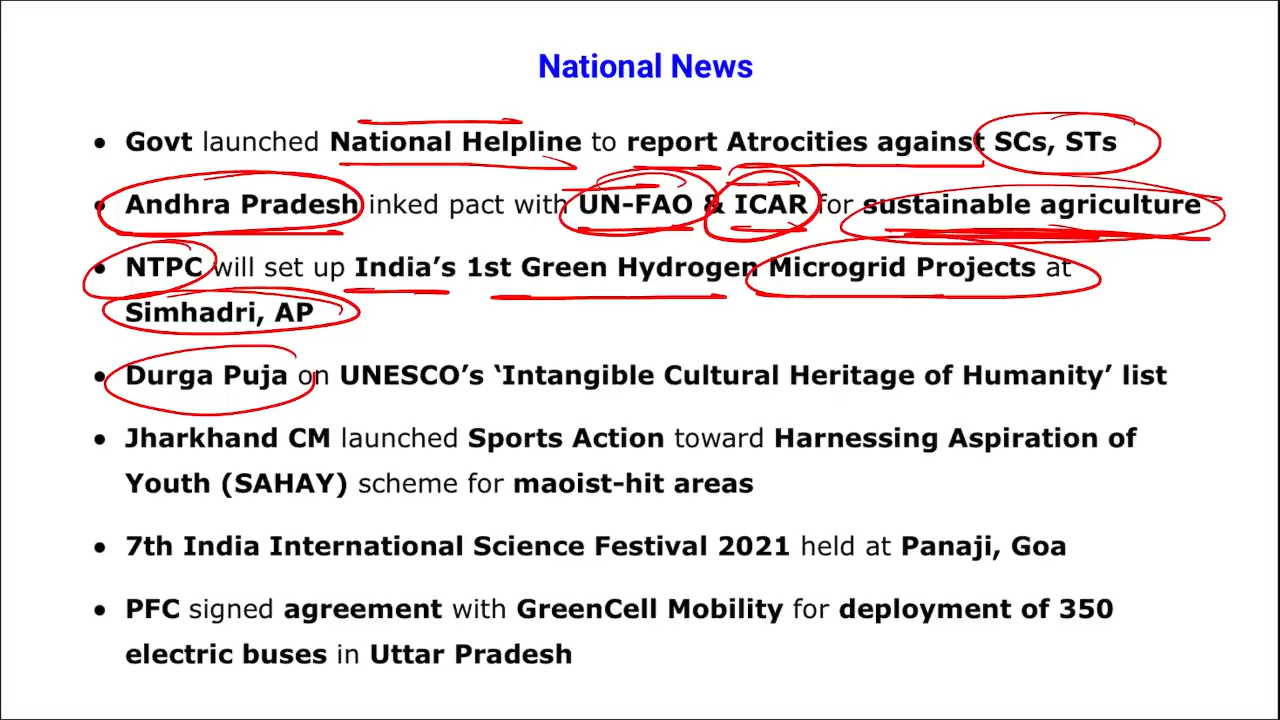 National News
• Govt launched National Helpline to report Atrocities against SCs, STs
• Andhra Pradesh inked pact with UN-FAO & ICAR for sustainable agriculture
• NTPC will set up India's 1st Green Hydrogen Microgrid Projects at
Simhadri, AP
• Durga Puja on UNESCO's ‘Intangible Cultural Heritage of Humanity’ list
• Jharkhand CM launched Sports Action toward Harnessing Aspiration of
Youth (SAHAY) scheme for maoist-hit areas
• 7th India International Science Festival 2021 held at Panaji, Goa
• PFC signed agreement with GreenCell Mobility for deployment of 350
electric buses in Uttar Pradesh